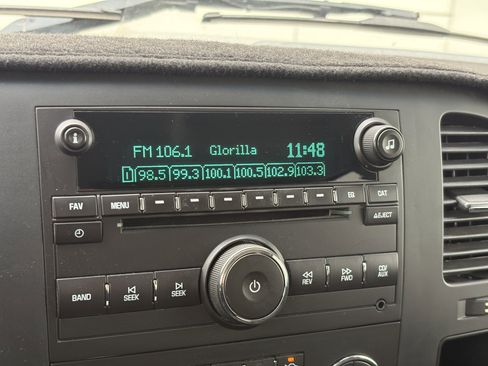 FM 106.1 Glorilla 11:48
1 98.5 99.3 100.1 100.5 102.9 103.3
FAV MENU EQ CAT
EJECT
BAND SEEK SEEK REV FWD CD/AUX